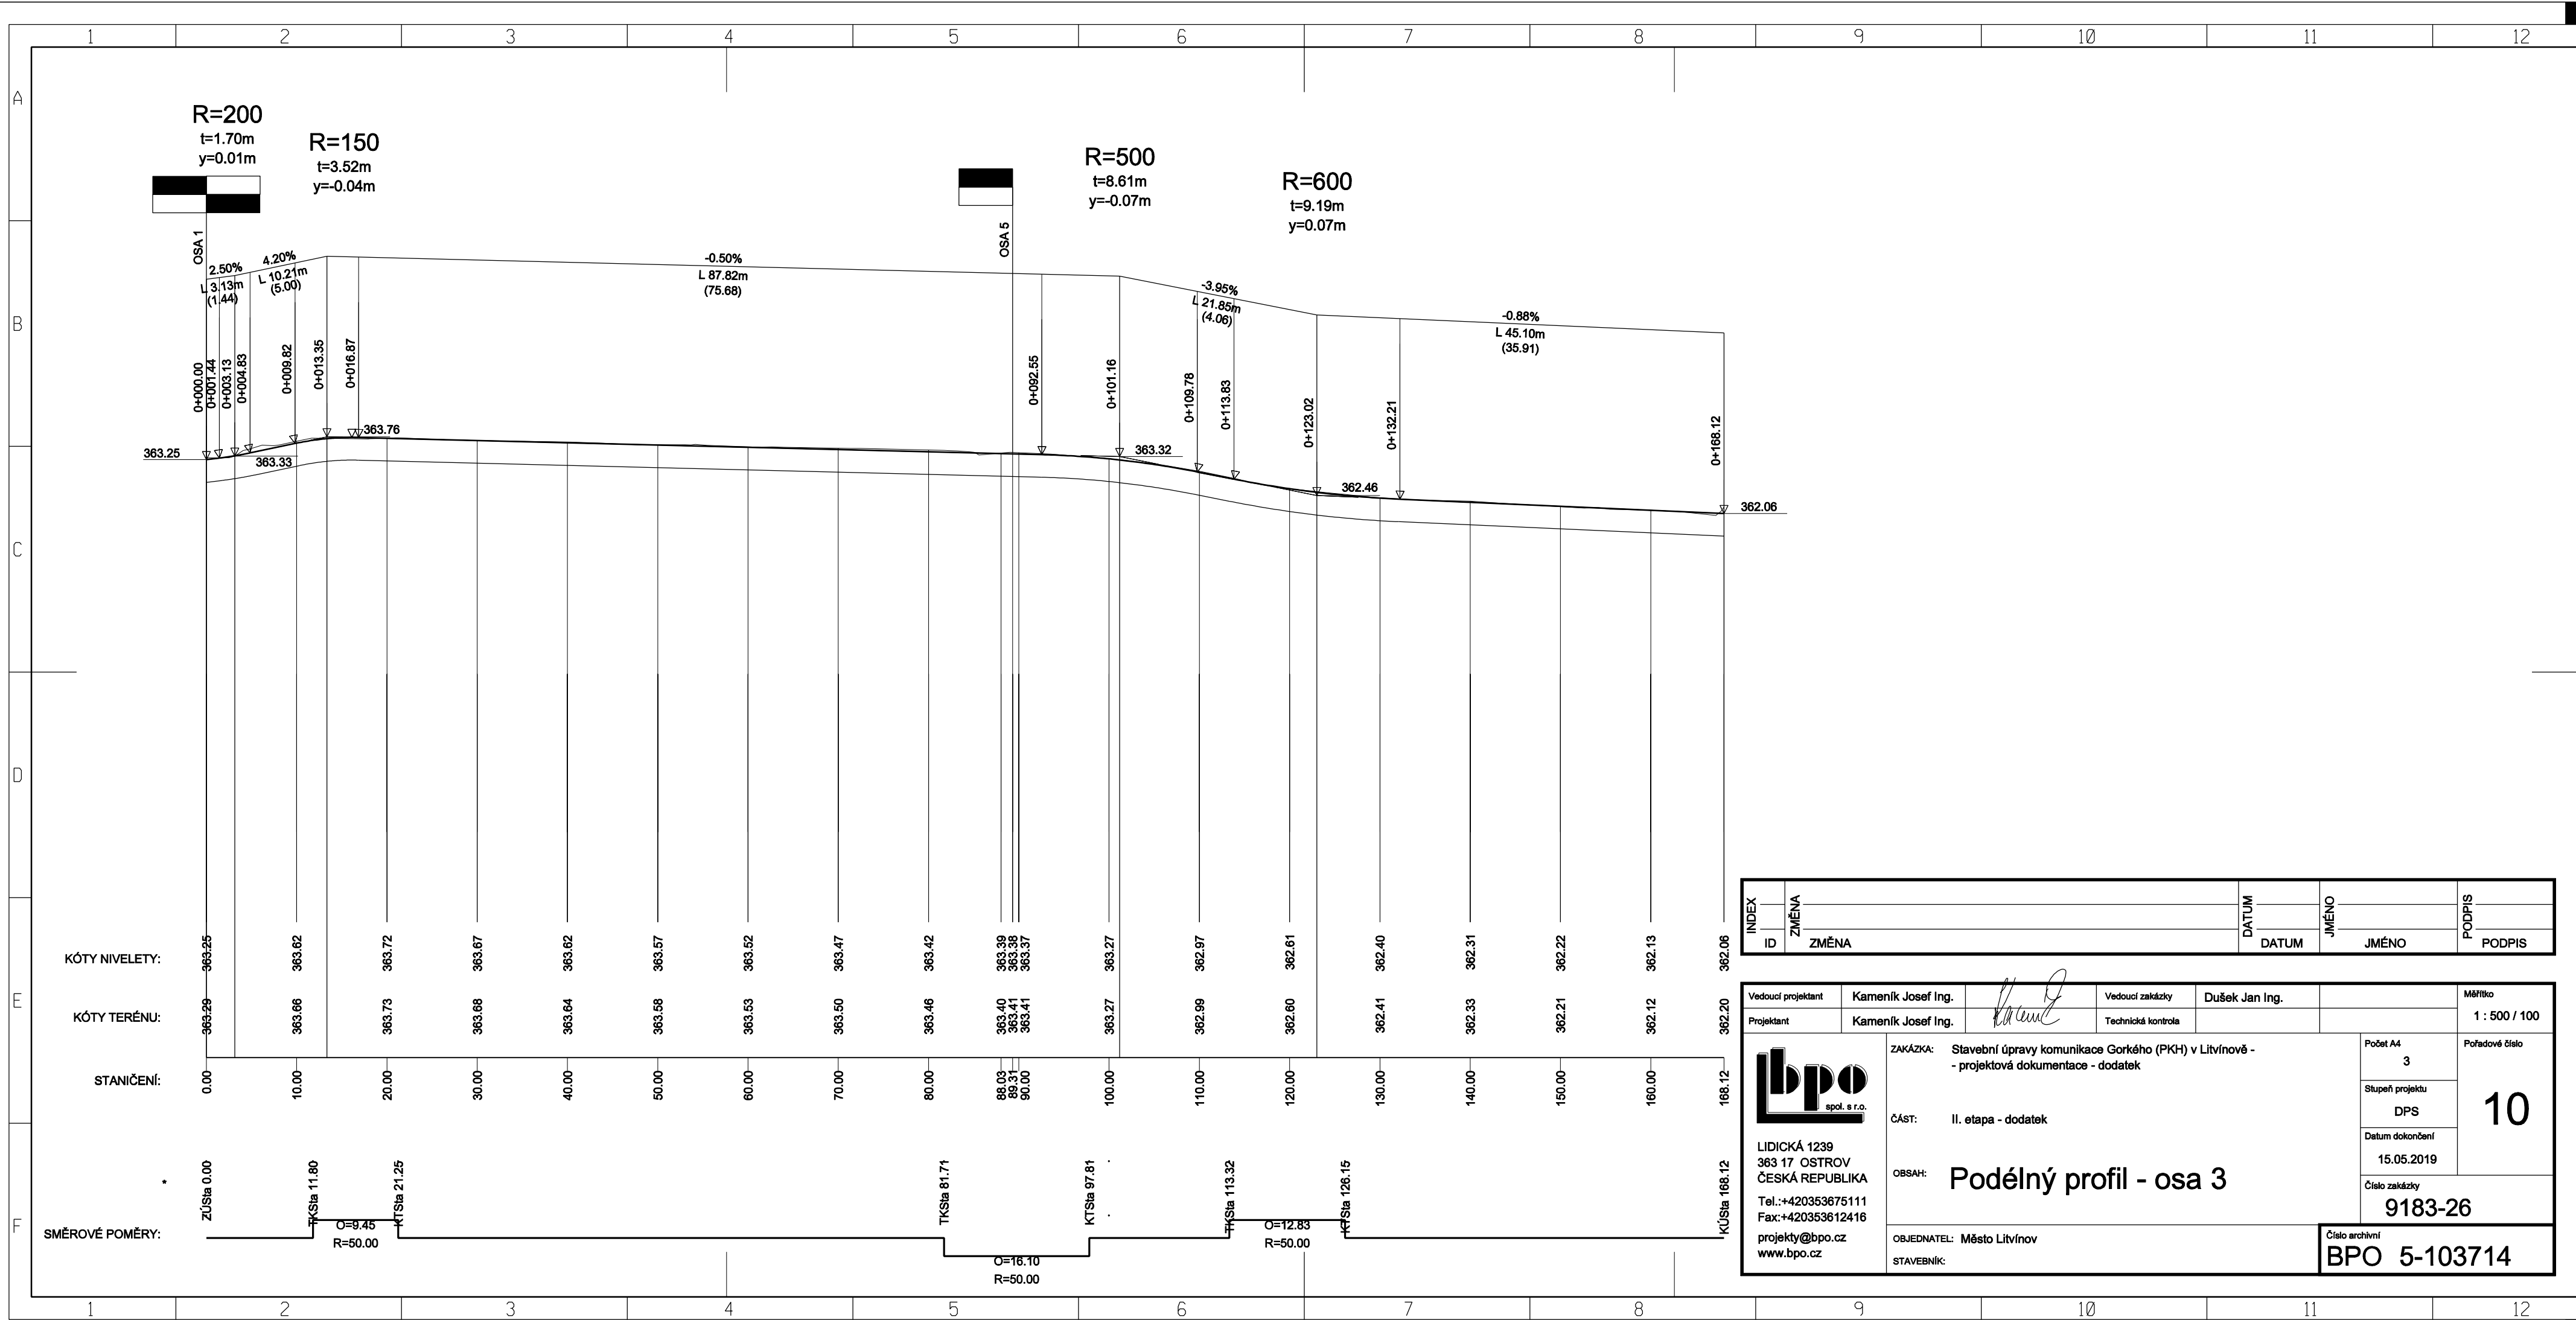 1 2 3 4 5 6 7 8 9 10 11 12
A
B
C
D
E
F
R=200
t=1.70m
y=0.01m
R=150
t=3.52m
y=-0.04m
R=500
t=8.61m
y=-0.07m
R=600
t=9.19m
y=0.07m
OSA 1
OSA 5
2.50%
L 3.13m
(1.44)
4.20%
L 10.21m
(5.00)
-0.50%
L 87.82m
(75.68)
-3.95%
L 21.85m
(4.06)
-0.88%
L 45.10m
(35.91)
0+000.00
0+001.44
0+003.13
0+004.83
0+009.82
0+013.35
0+016.87
0+092.55
0+101.16
0+109.78
0+113.83
0+123.02
0+132.21
0+168.12
363.25
363.33
363.76
363.32
362.46
362.06
KÓTY NIVELETY: 363.25 363.62 363.72 363.67 363.62 363.57 363.52 363.47 363.42 363.39 363.38 363.37 363.27 362.97 362.61 362.40 362.31 362.22 362.13 362.06
KÓTY TERÉNU: 363.29 363.66 363.73 363.68 363.64 363.58 363.53 363.50 363.46 363.40 363.41 363.41 363.27 362.99 362.60 362.41 362.33 362.21 362.12 362.20
STANIČENÍ: 0.00 10.00 20.00 30.00 40.00 50.00 60.00 70.00 80.00 88.03 89.31 90.00 100.00 110.00 120.00 130.00 140.00 150.00 160.00 168.12
*
ZÚSta 0.00 TKSta 11.80 KTSta 21.25 TKSta 81.71 KTSta 97.81 TKSta 113.32 KTSta 126.15 KÚSta 168.12
SMĚROVÉ POMĚRY:
O=9.45
R=50.00
O=16.10
R=50.00
O=12.83
R=50.00
INDEX ZMĚNA DATUM JMÉNO PODPIS
ID ZMĚNA DATUM JMÉNO PODPIS
Vedoucí projektant Kameník Josef Ing. Vedoucí zakázky Dušek Jan Ing.
Projektant Kameník Josef Ing. Technická kontrola
Měřítko
1 : 500 / 100
bpo
spol. s r.o.
LIDICKÁ 1239
363 17 OSTROV
ČESKÁ REPUBLIKA
Tel.:+420353675111
Fax:+420353612416
projekty@bpo.cz
www.bpo.cz
ZAKÁZKA: Stavební úpravy komunikace Gorkého (PKH) v Litvínově -
- projektová dokumentace - dodatek
ČÁST: II. etapa - dodatek
OBSAH: Podélný profil - osa 3
OBJEDNATEL: Město Litvínov
STAVEBNÍK:
Počet A4
3
Stupeň projektu
DPS
Datum dokončení
15.05.2019
Pořadové číslo
10
Číslo zakázky
9183-26
Číslo archivní
BPO 5-103714
1 2 3 4 5 6 7 8 9 10 11 12